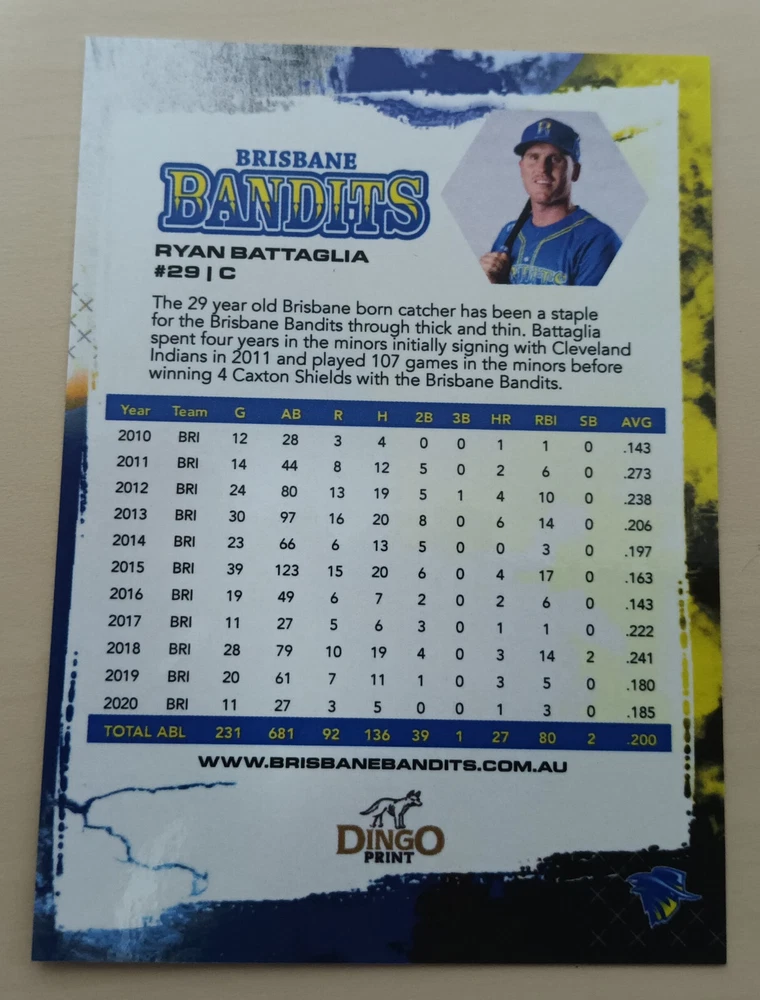 BRISBANE
BANDITS
RYAN BATTAGLIA
#29 | C
The 29 year old Brisbane born catcher has been a staple
for the Brisbane Bandits through thick and thin. Battaglia
spent four years in the minors initially signing with Cleveland
Indians in 2011 and played 107 games in the minors before
winning 4 Caxton Shields with the Brisbane Bandits.
Year Team G AB R H 2B 3B HR RBI SB AVG
2010 BRI 12 28 3 4 0 0 1 1 0 .143
2011 BRI 14 44 8 12 5 0 2 6 0 .273
2012 BRI 24 80 13 19 5 1 4 10 0 .238
2013 BRI 30 97 16 20 8 0 6 14 0 .206
2014 BRI 23 66 6 13 5 0 0 3 0 .197
2015 BRI 39 123 15 20 6 0 4 17 0 .163
2016 BRI 19 49 6 7 2 0 2 6 0 .143
2017 BRI 11 27 5 6 3 0 1 1 0 .222
2018 BRI 28 79 10 19 4 0 3 14 2 .241
2019 BRI 20 61 7 11 1 0 3 5 0 .180
2020 BRI 11 27 3 5 0 0 1 3 0 .185
TOTAL ABL 231 681 92 136 39 1 27 80 2 .200
WWW.BRISBANEBANDITS.COM.AU
DINGO
PRINT